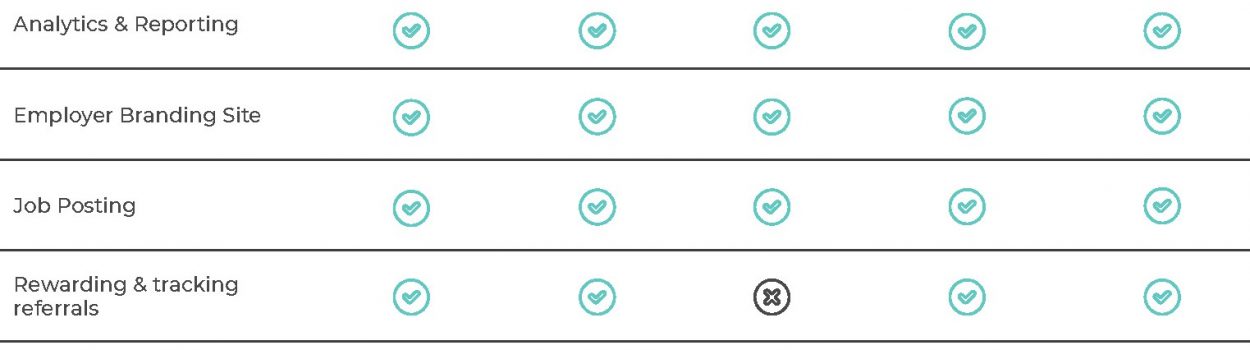 Analytics & Reporting
Employer Branding Site
Job Posting
Rewarding & tracking
referrals